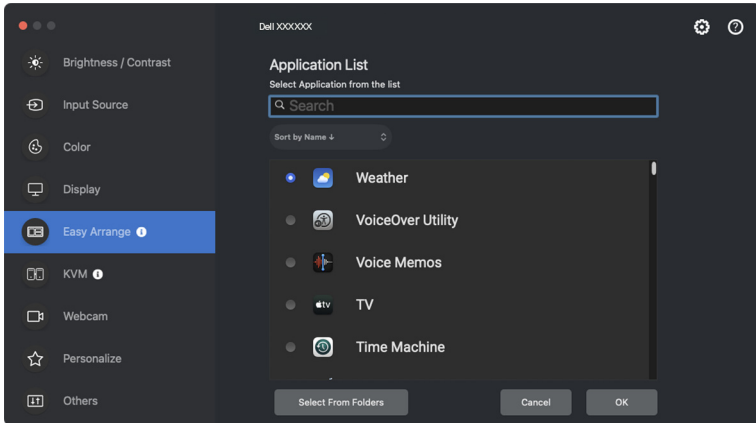 Dell XXXXXX
Brightness / Contrast
Input Source
Color
Display
Easy Arrange
KVM
Webcam
Personalize
Others
Application List
Select Application from the list
Search
Sort by Name ↓
Weather
VoiceOver Utility
Voice Memos
tv
TV
Time Machine
Select From Folders
Cancel
OK